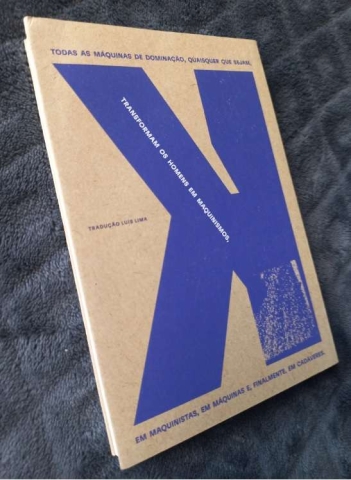 TODAS AS MÁQUINAS DE DOMINAÇÃO, QUAISQUER QUE SEJAM,
TRANSFORMAM OS HOMENS EM MAQUINISMOS,
TRADUÇÃO LUÍS LIMA
EM MAQUINISTAS, EM MÁQUINAS E, FINALMENTE, EM CADÁVERES.